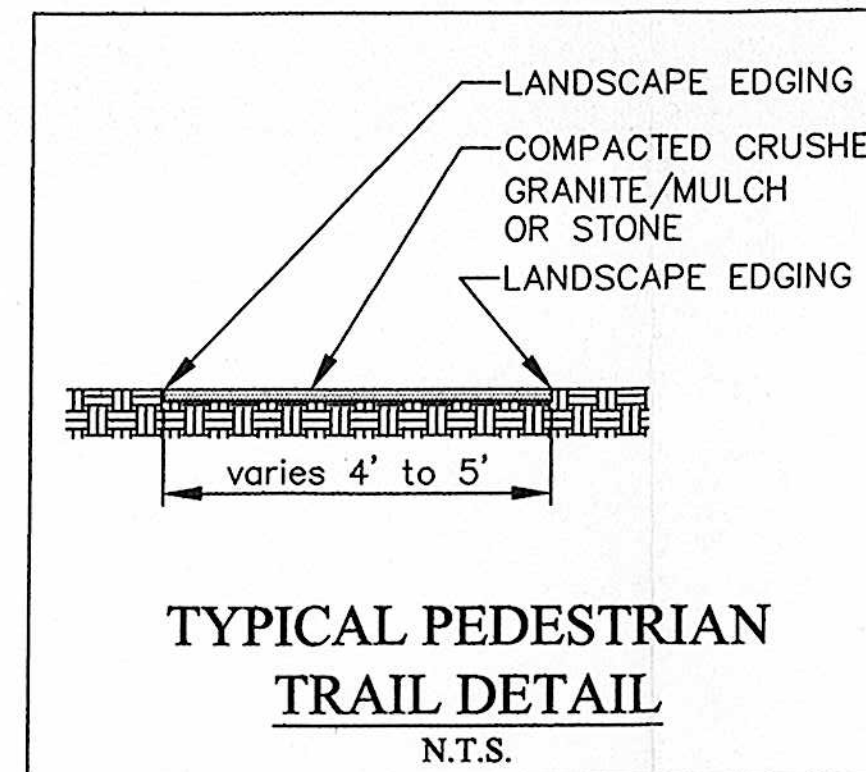 LANDSCAPE EDGING
COMPACTED CRUSHE
GRANITE/MULCH
OR STONE
LANDSCAPE EDGING
varies 4' to 5'
TYPICAL PEDESTRIAN
TRAIL DETAIL
N.T.S.